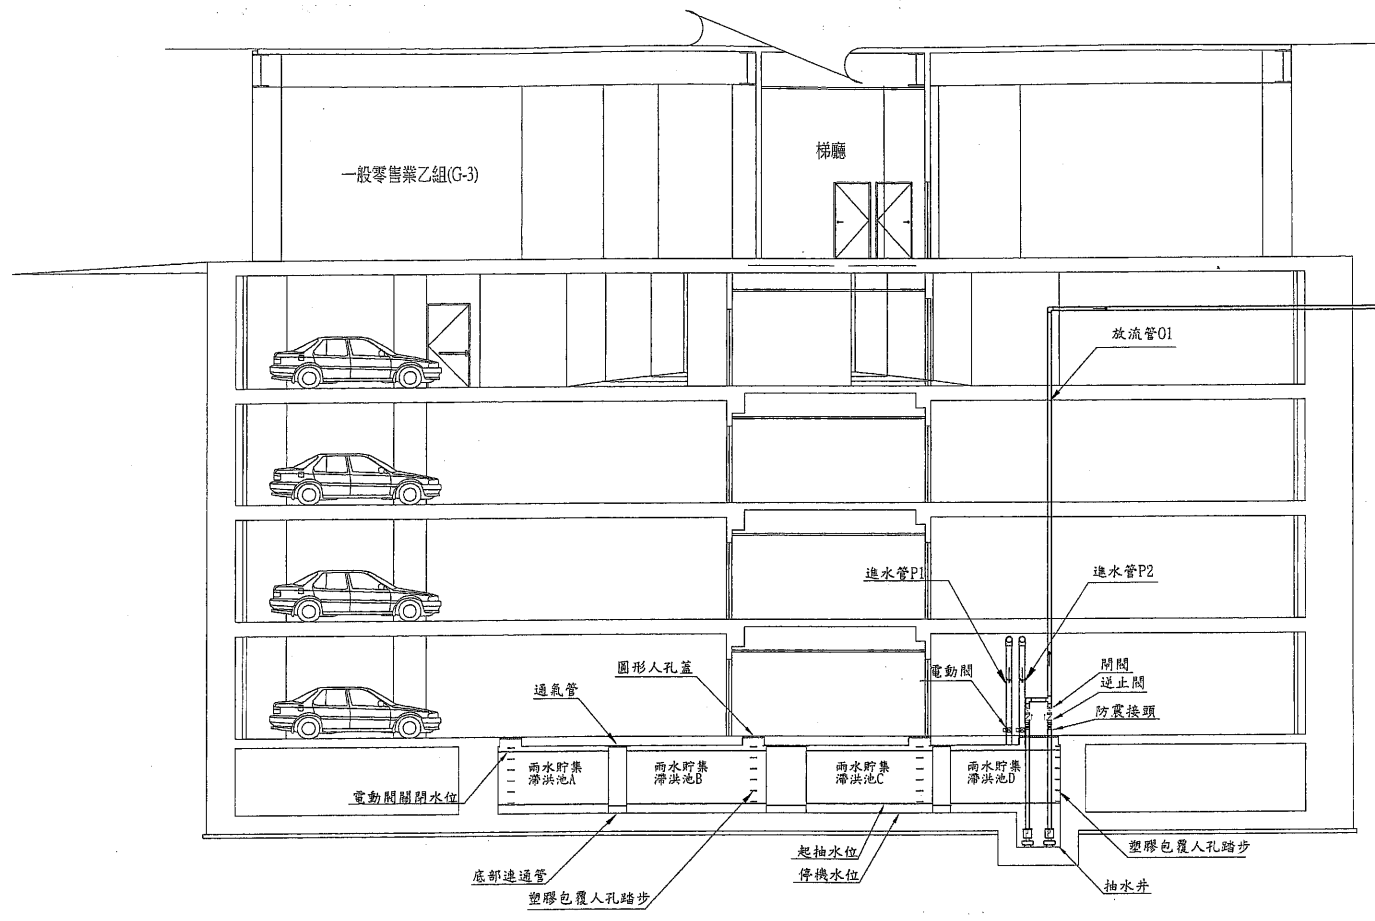 梯廳
一般零售業乙組(G-3)
放流管01
進水管P1
進水管P2
圓形人孔蓋
電動閥
閘閥
通氣管
逆止閥
防震接頭
雨水貯集
滯洪池A
雨水貯集
滯洪池B
雨水貯集
滯洪池C
雨水貯集
滯洪池D
電動閥關閉水位
起抽水位
塑膠包覆人孔踏步
底部連通管
停機水位
抽水井
塑膠包覆人孔踏步